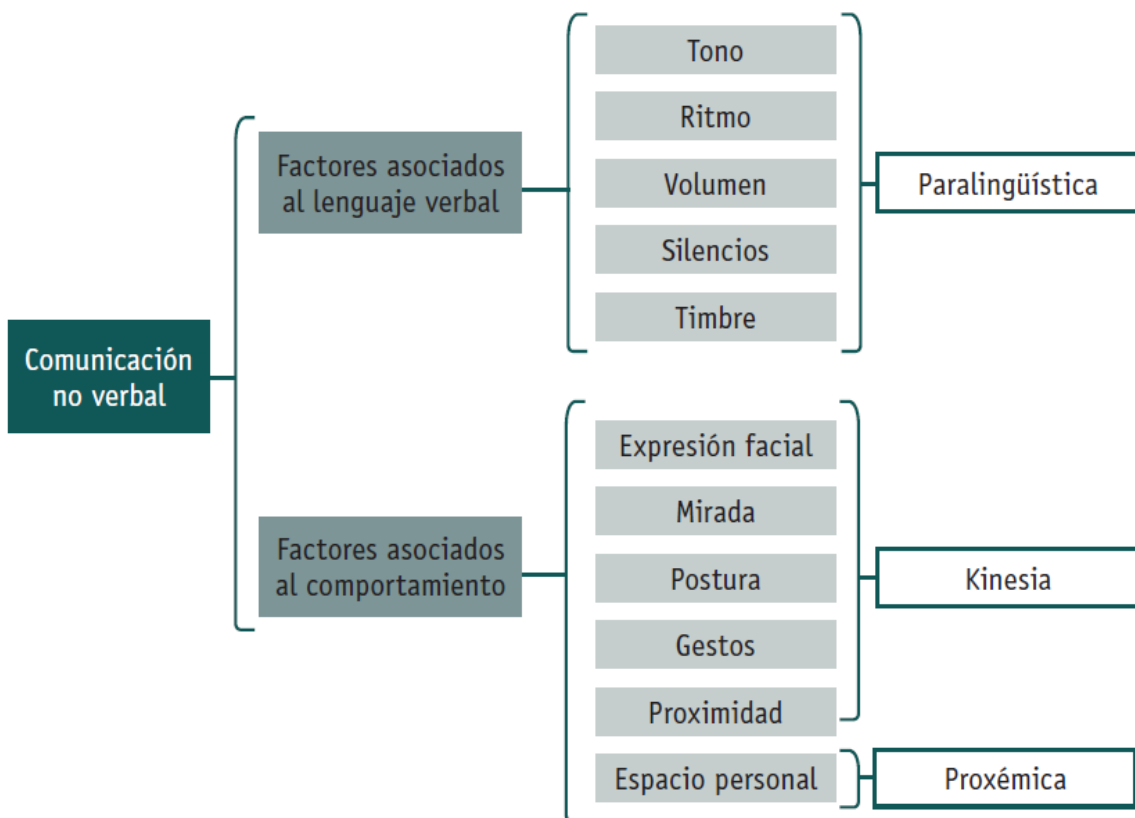 Comunicación
no verbal
Factores asociados
al lenguaje verbal
Tono
Ritmo
Volumen
Silencios
Timbre
Paralingüística
Factores asociados
al comportamiento
Expresión facial
Mirada
Postura
Gestos
Proximidad
Kinesia
Espacio personal
Proxémica